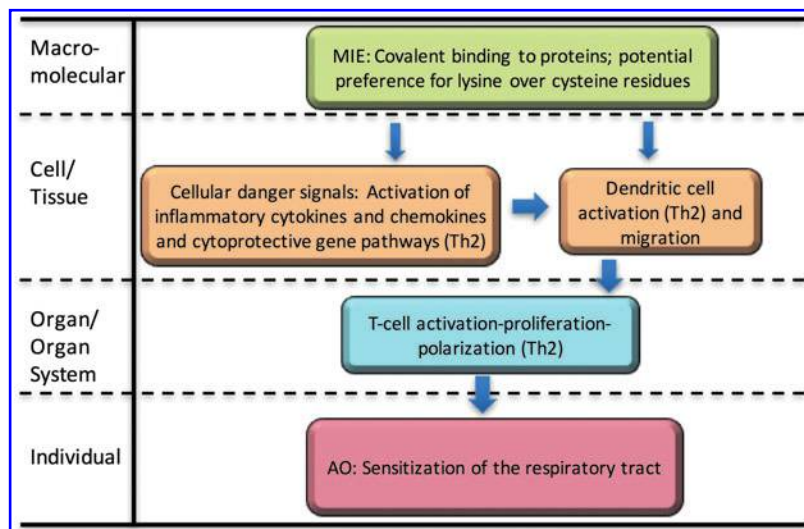 Macro-
molecular
MIE: Covalent binding to proteins; potential
preference for lysine over cysteine residues
Cell/
Tissue
Cellular danger signals: Activation of
inflammatory cytokines and chemokines
and cytoprotective gene pathways (Th2)
Dendritic cell
activation (Th2) and
migration
Organ/
Organ
System
T-cell activation-proliferation-
polarization (Th2)
Individual
AO: Sensitization of the respiratory tract